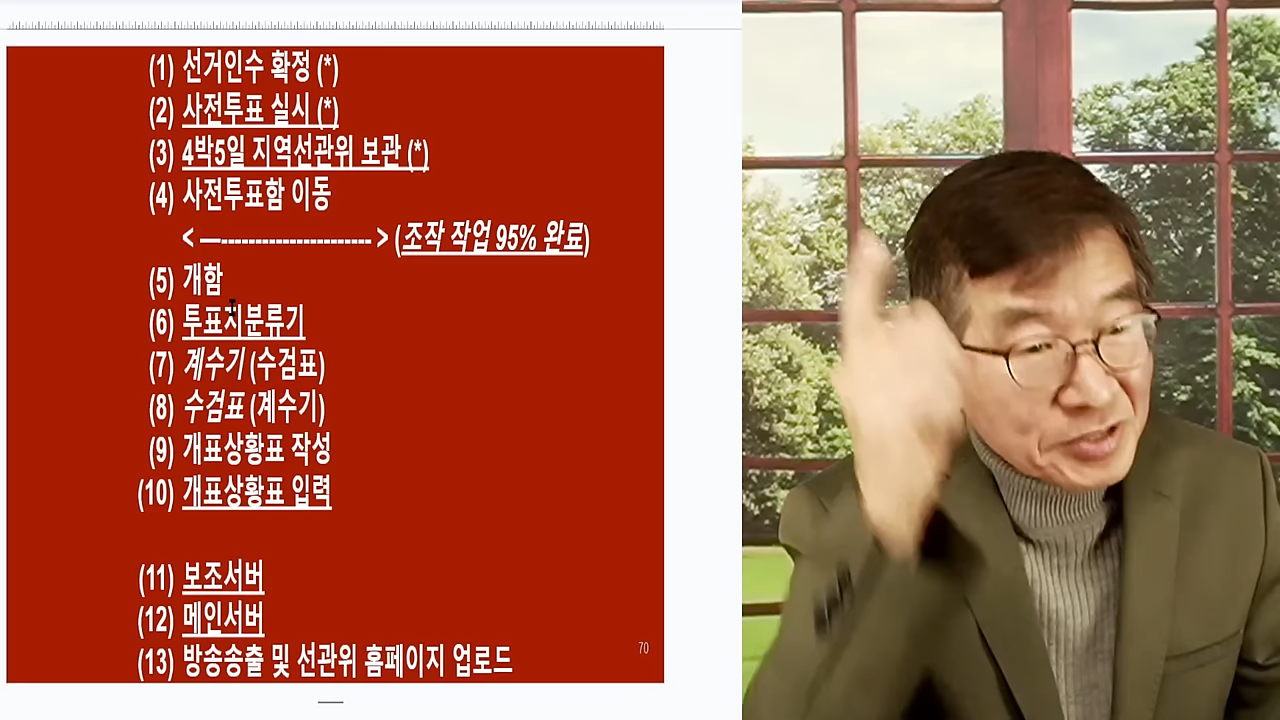 (1) 선거인수 확정 (*)
(2) 사전투표 실시 (*)
(3) 4박5일 지역선관위 보관 (*)
(4) 사전투표함 이동
< —---------------------- > (조작 작업 95% 완료)
(5) 개함
(6) 투표지분류기
(7) 계수기 (수검표)
(8) 수검표 (계수기)
(9) 개표상황표 작성
(10) 개표상황표 입력
(11) 보조서버
(12) 메인서버
(13) 방송송출 및 선관위 홈페이지 업로드
70